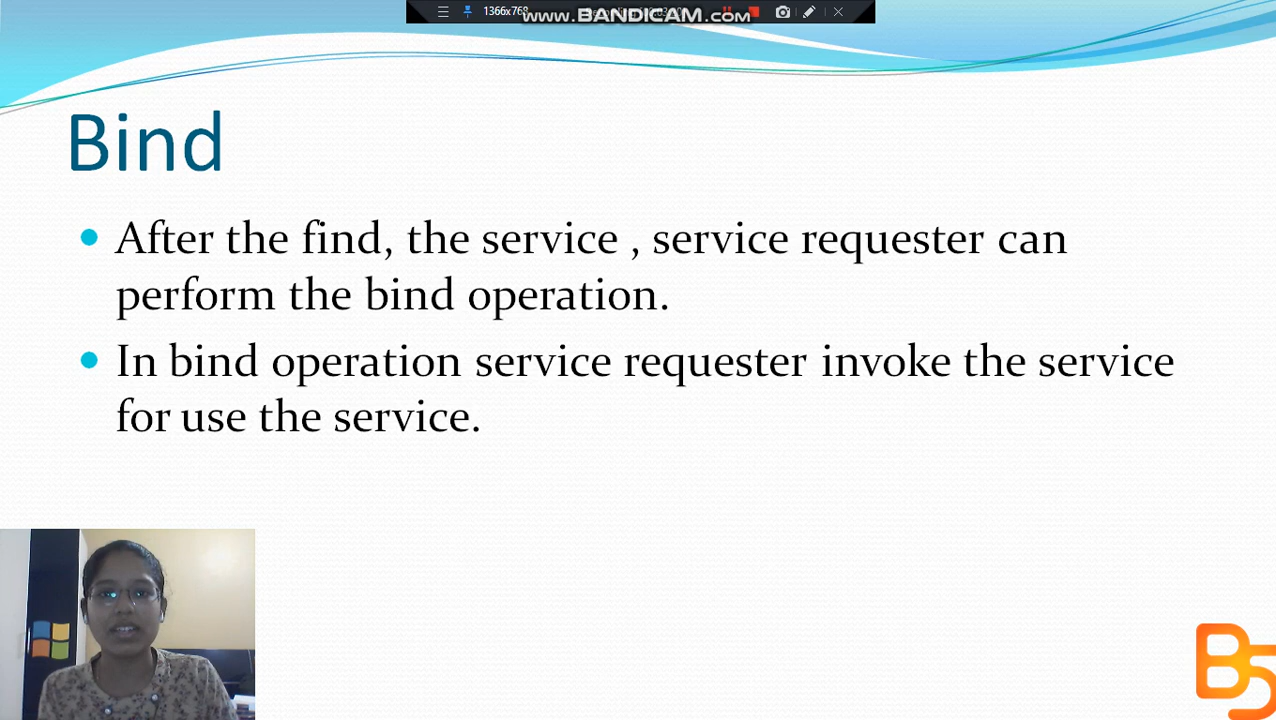 1366x768
www.BANDICAM.com
Bind
After the find, the service , service requester can
perform the bind operation.
In bind operation service requester invoke the service
for use the service.
B5